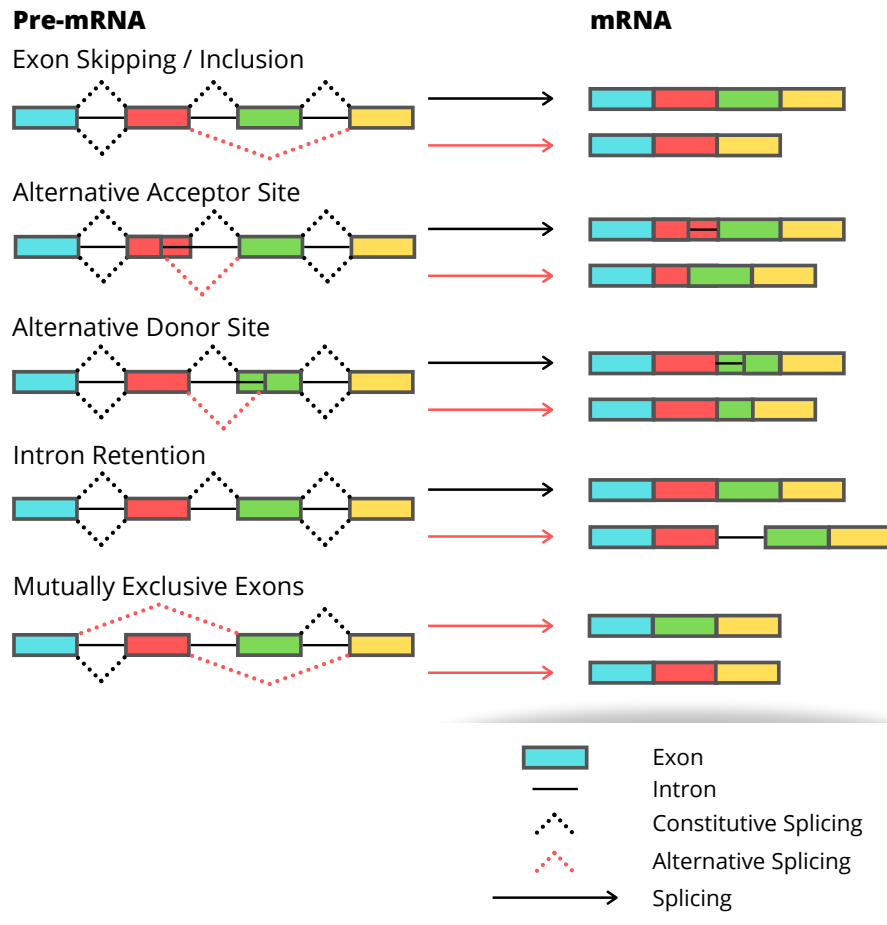 Pre-mRNA
mRNA
Exon Skipping / Inclusion
Alternative Acceptor Site
Alternative Donor Site
Intron Retention
Mutually Exclusive Exons
Exon
Intron
Constitutive Splicing
Alternative Splicing
Splicing